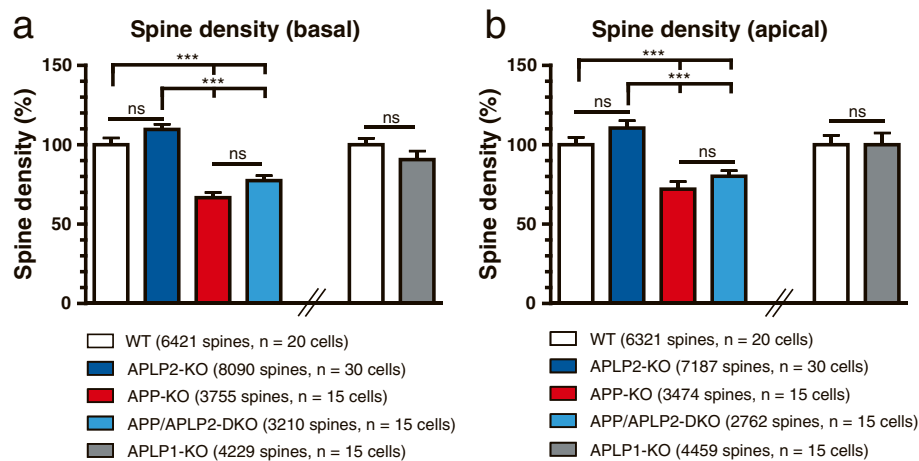 a
Spine density (basal)
Spine density (%)
150
100
50
0
***
***
ns
ns
ns
WT (6421 spines, n = 20 cells)
APLP2-KO (8090 spines, n = 30 cells)
APP-KO (3755 spines, n = 15 cells)
APP/APLP2-DKO (3210 spines, n = 15 cells)
APLP1-KO (4229 spines, n = 15 cells)
b
Spine density (apical)
Spine density (%)
150
100
50
0
***
***
ns
ns
ns
WT (6321 spines, n = 20 cells)
APLP2-KO (7187 spines, n = 30 cells)
APP-KO (3474 spines, n = 15 cells)
APP/APLP2-DKO (2762 spines, n = 15 cells)
APLP1-KO (4459 spines, n = 15 cells)